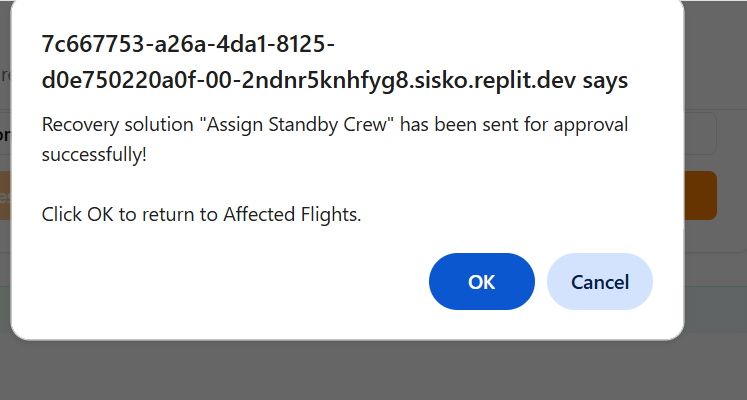 7c667753-a26a-4da1-8125-
d0e750220a0f-00-2ndnr5knhfyg8.sisko.replit.dev says
Recovery solution "Assign Standby Crew" has been sent for approval
successfully!
Click OK to return to Affected Flights.
OK
Cancel